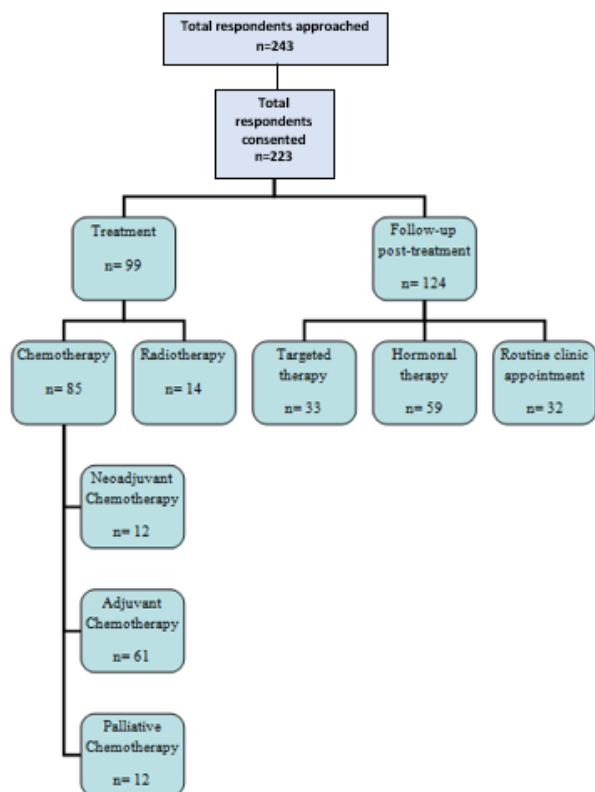 Total respondents approached
n=243
Total
respondents
consented
n=223
Treatment
n= 99
Follow-up
post-treatment
n= 124
Chemotherapy
n= 85
Radiotherapy
n= 14
Targeted
therapy
n= 33
Hormonal
therapy
n= 59
Routine clinic
appointment
n= 32
Neoadjuvant
Chemotherapy
n= 12
Adjuvant
Chemotherapy
n= 61
Palliative
Chemotherapy
n= 12